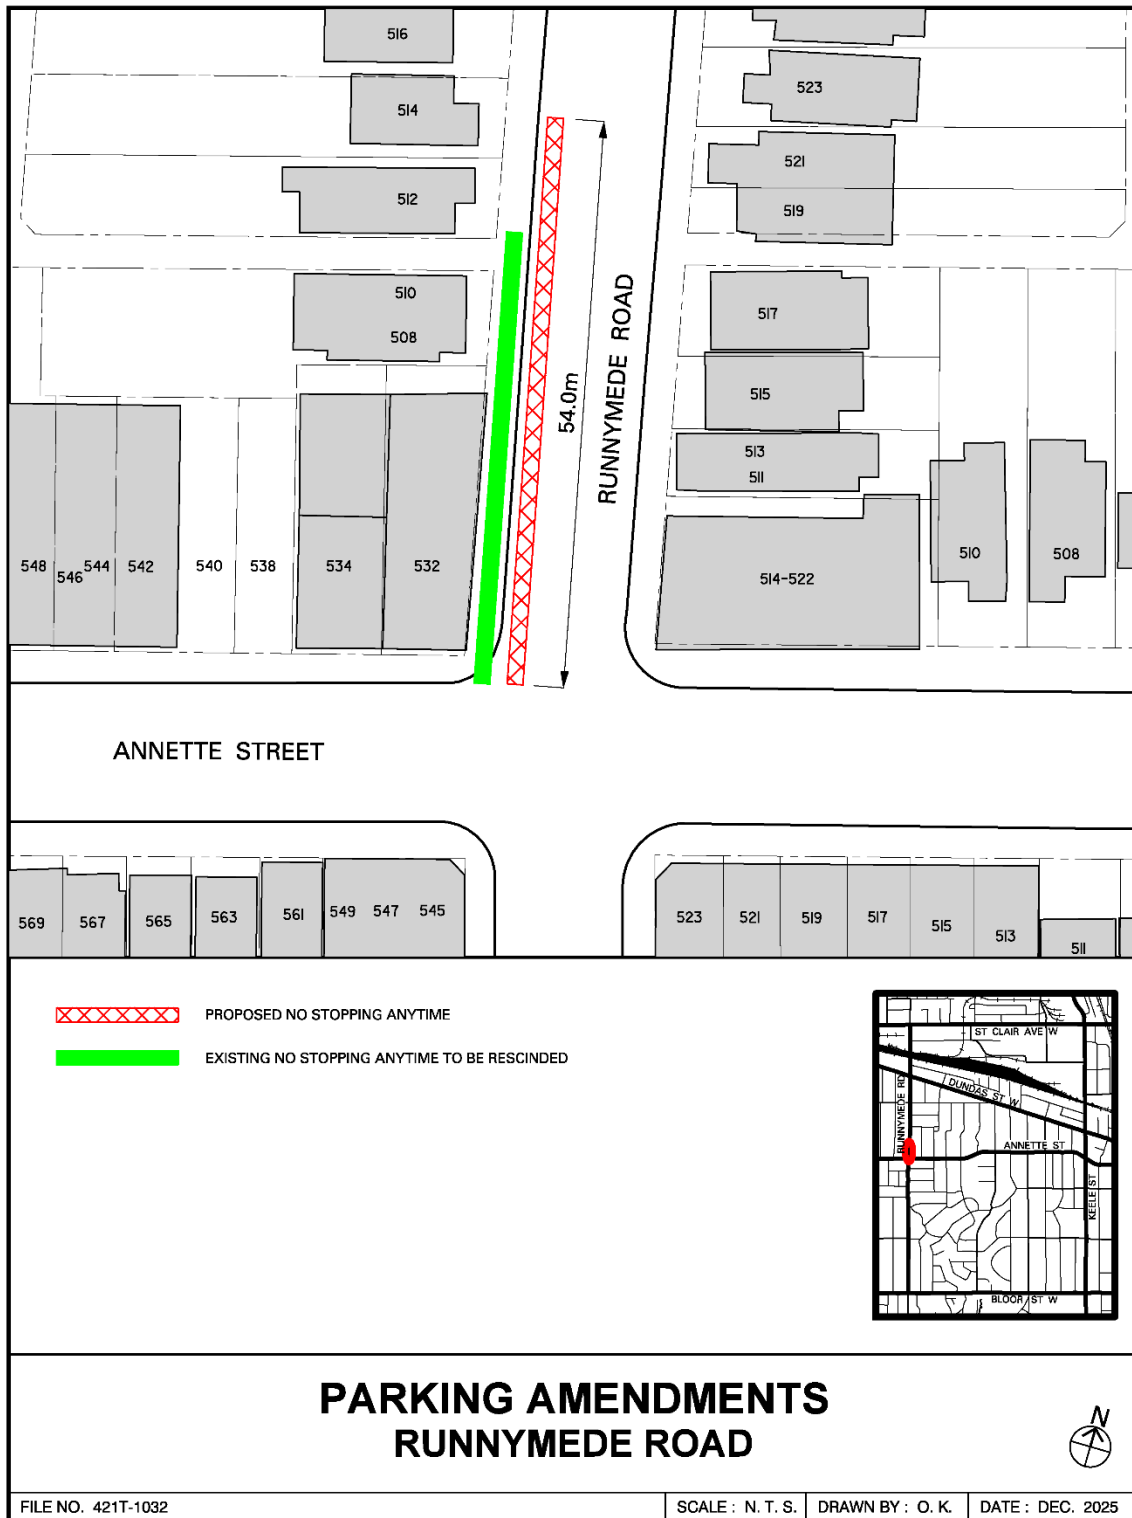 516
514
512
510
508
523
521
519
517
515
513
511
514-522
510
508
54.0m
RUNNYMEDE ROAD
548
546
544
542
540
538
534
532
ANNETTE STREET
569
567
565
563
561
549
547
545
523
521
519
517
515
513
511
PROPOSED NO STOPPING ANYTIME
EXISTING NO STOPPING ANYTIME TO BE RESCINDED
ST CLAIR AVE W
DUNDAS ST W
RUNNYMEDE RD
ANNETTE ST
KEELE ST
BLOOR ST W
PARKING AMENDMENTS
RUNNYMEDE ROAD
N
FILE NO. 421T-1032
SCALE : N. T. S.
DRAWN BY : O. K.
DATE : DEC. 2025